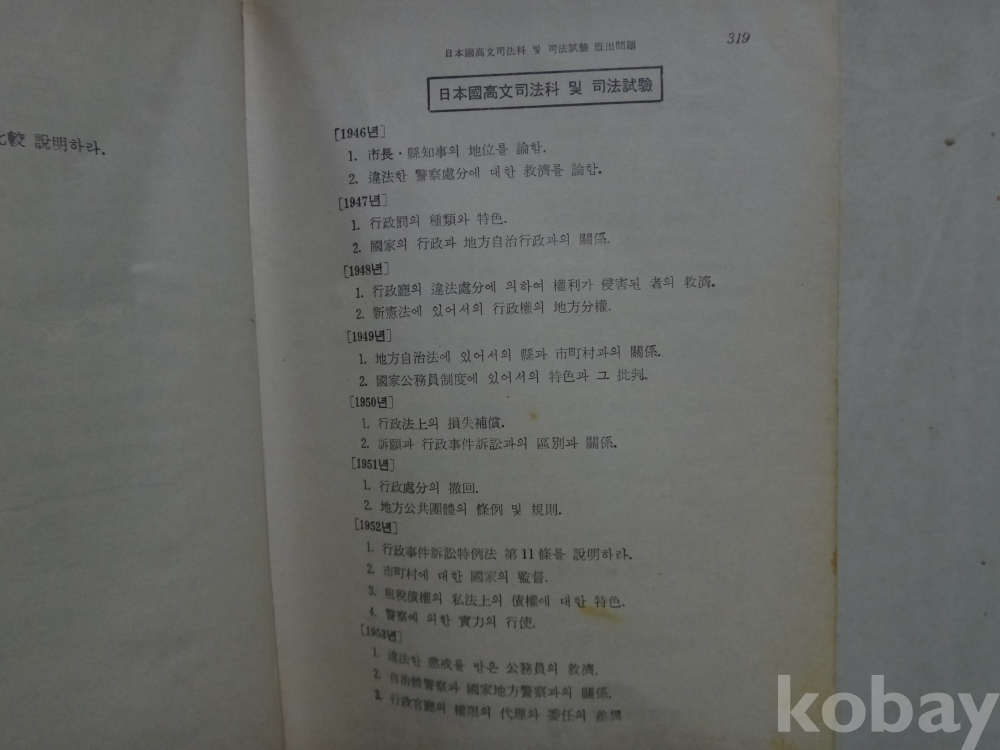 比較 說明하라.
日本國高文司法科 및 司法試驗 旣出問題
319
日本國高文司法科 및 司法試驗
[1946년]
1. 市長·縣知事의 地位를 論함.
2. 違法한 警察處分에 대한 救濟를 論함.
[1947년]
1. 行政罰의 種類와 特色.
2. 國家의 行政과 地方自治行政과의 關係.
[1948년]
1. 行政廳의 違法處分에 의하여 權利가 侵害된 者의 救濟.
2. 新憲法에 있어서의 行政權의 地方分權.
[1949년]
1. 地方自治法에 있어서의 縣과 市町村과의 關係.
2. 國家公務員制度에 있어서의 特色과 그 批判.
[1950년]
1. 行政法上의 損失補償.
2. 訴願과 行政事件訴訟과의 區別과 關係.
[1951년]
1. 行政處分의 撤回.
2. 地方公共團體의 條例 및 規則.
[1952년]
1. 行政事件訴訟特例法 第11條를 說明하라.
2. 市町村에 대한 國家의 監督.
3. 租稅債權의 私法上의 債權에 대한 特色.
4. 警察에 의한 實力의 行使.
[1953년]
1. 違法한 懲戒를 받은 公務員의 救濟.
2. 自治體警察과 國家地方警察과의 關係.
3. 行政官廳의 權限의 代理와 委任의 差異
kobay